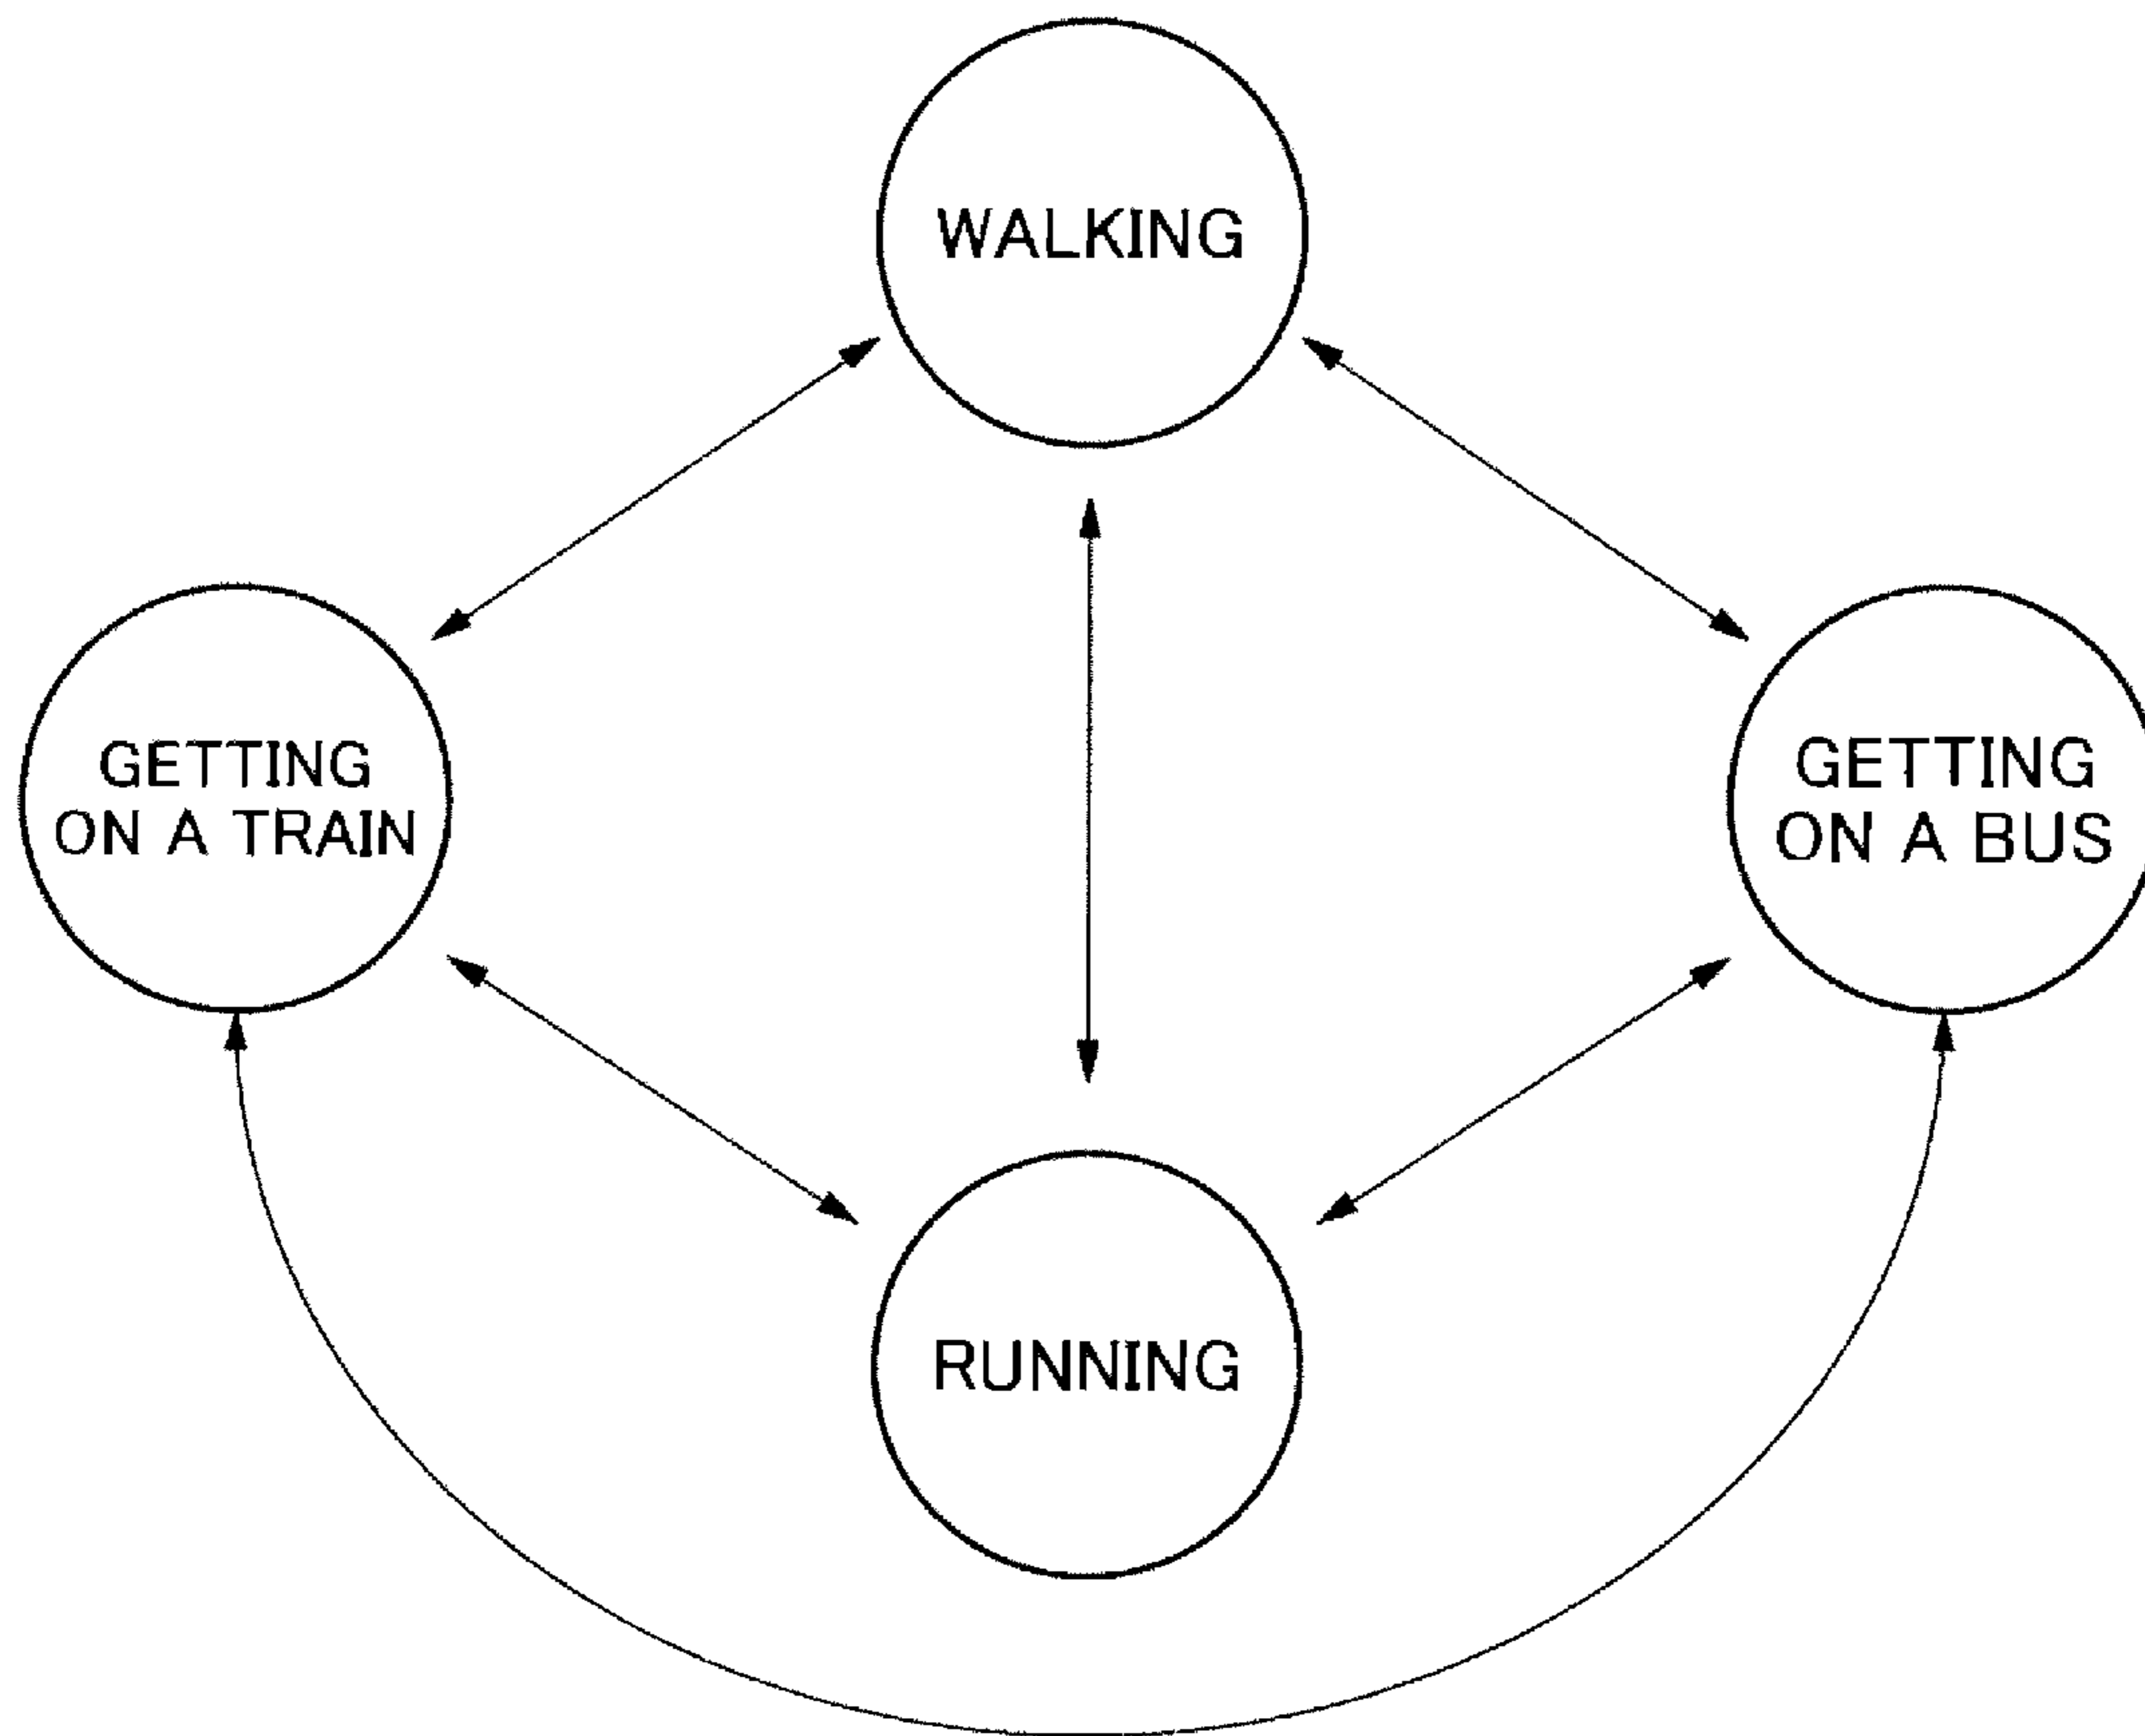 WALKING
GETTING
ON A TRAIN
GETTING
ON A BUS
RUNNING